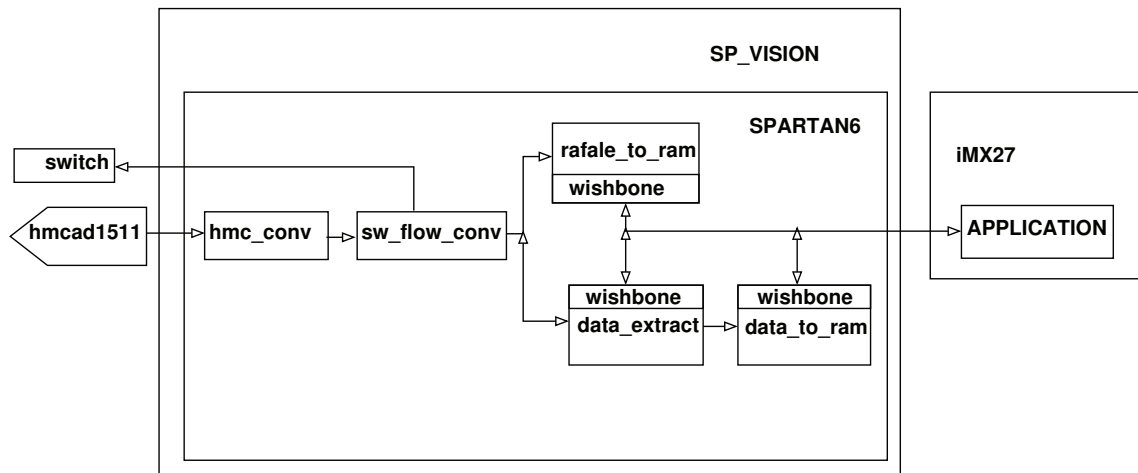 SP_VISION
SPARTAN6
rafale_to_ram
wishbone
iMX27
switch
hmcad1511
hmc_conv
sw_flow_conv
APPLICATION
wishbone
data_extract
wishbone
data_to_ram